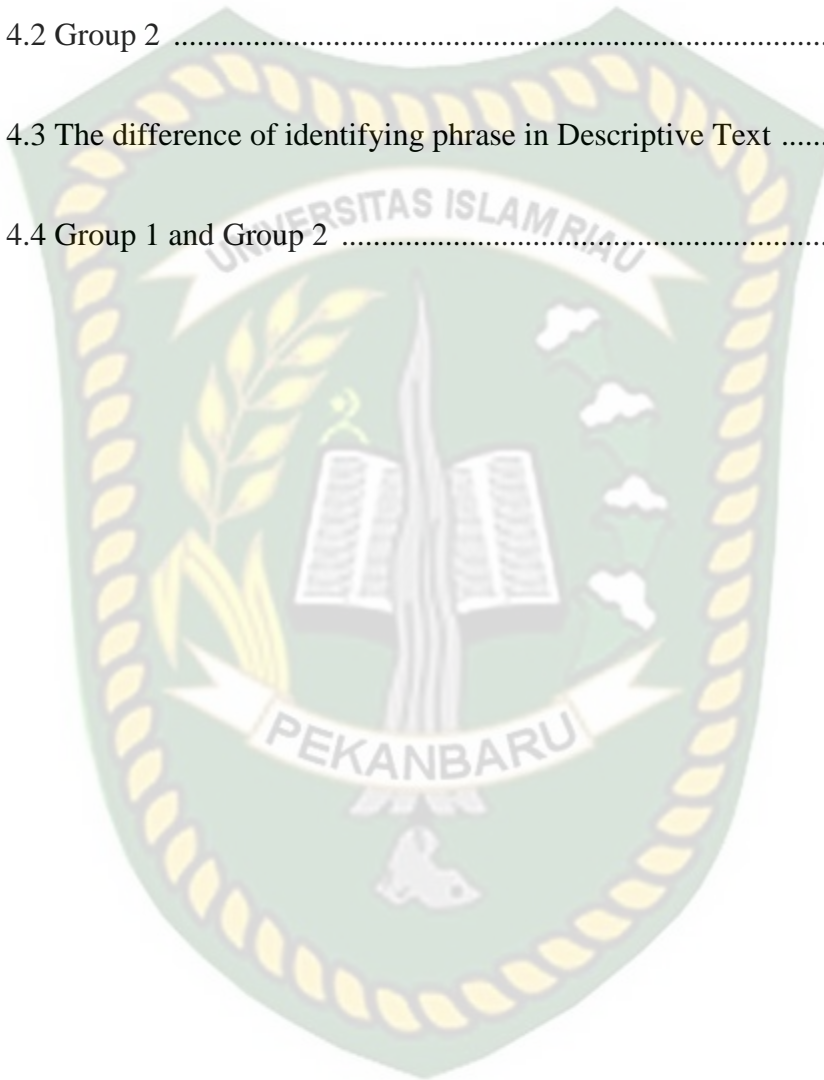 4.2 Group 2 ........................................................................................
4.3 The difference of identifying phrase in Descriptive Text ......
4.4 Group 1 and Group 2 ................................................................
UNIVERSITAS ISLAM RIAU
PEKANBARU